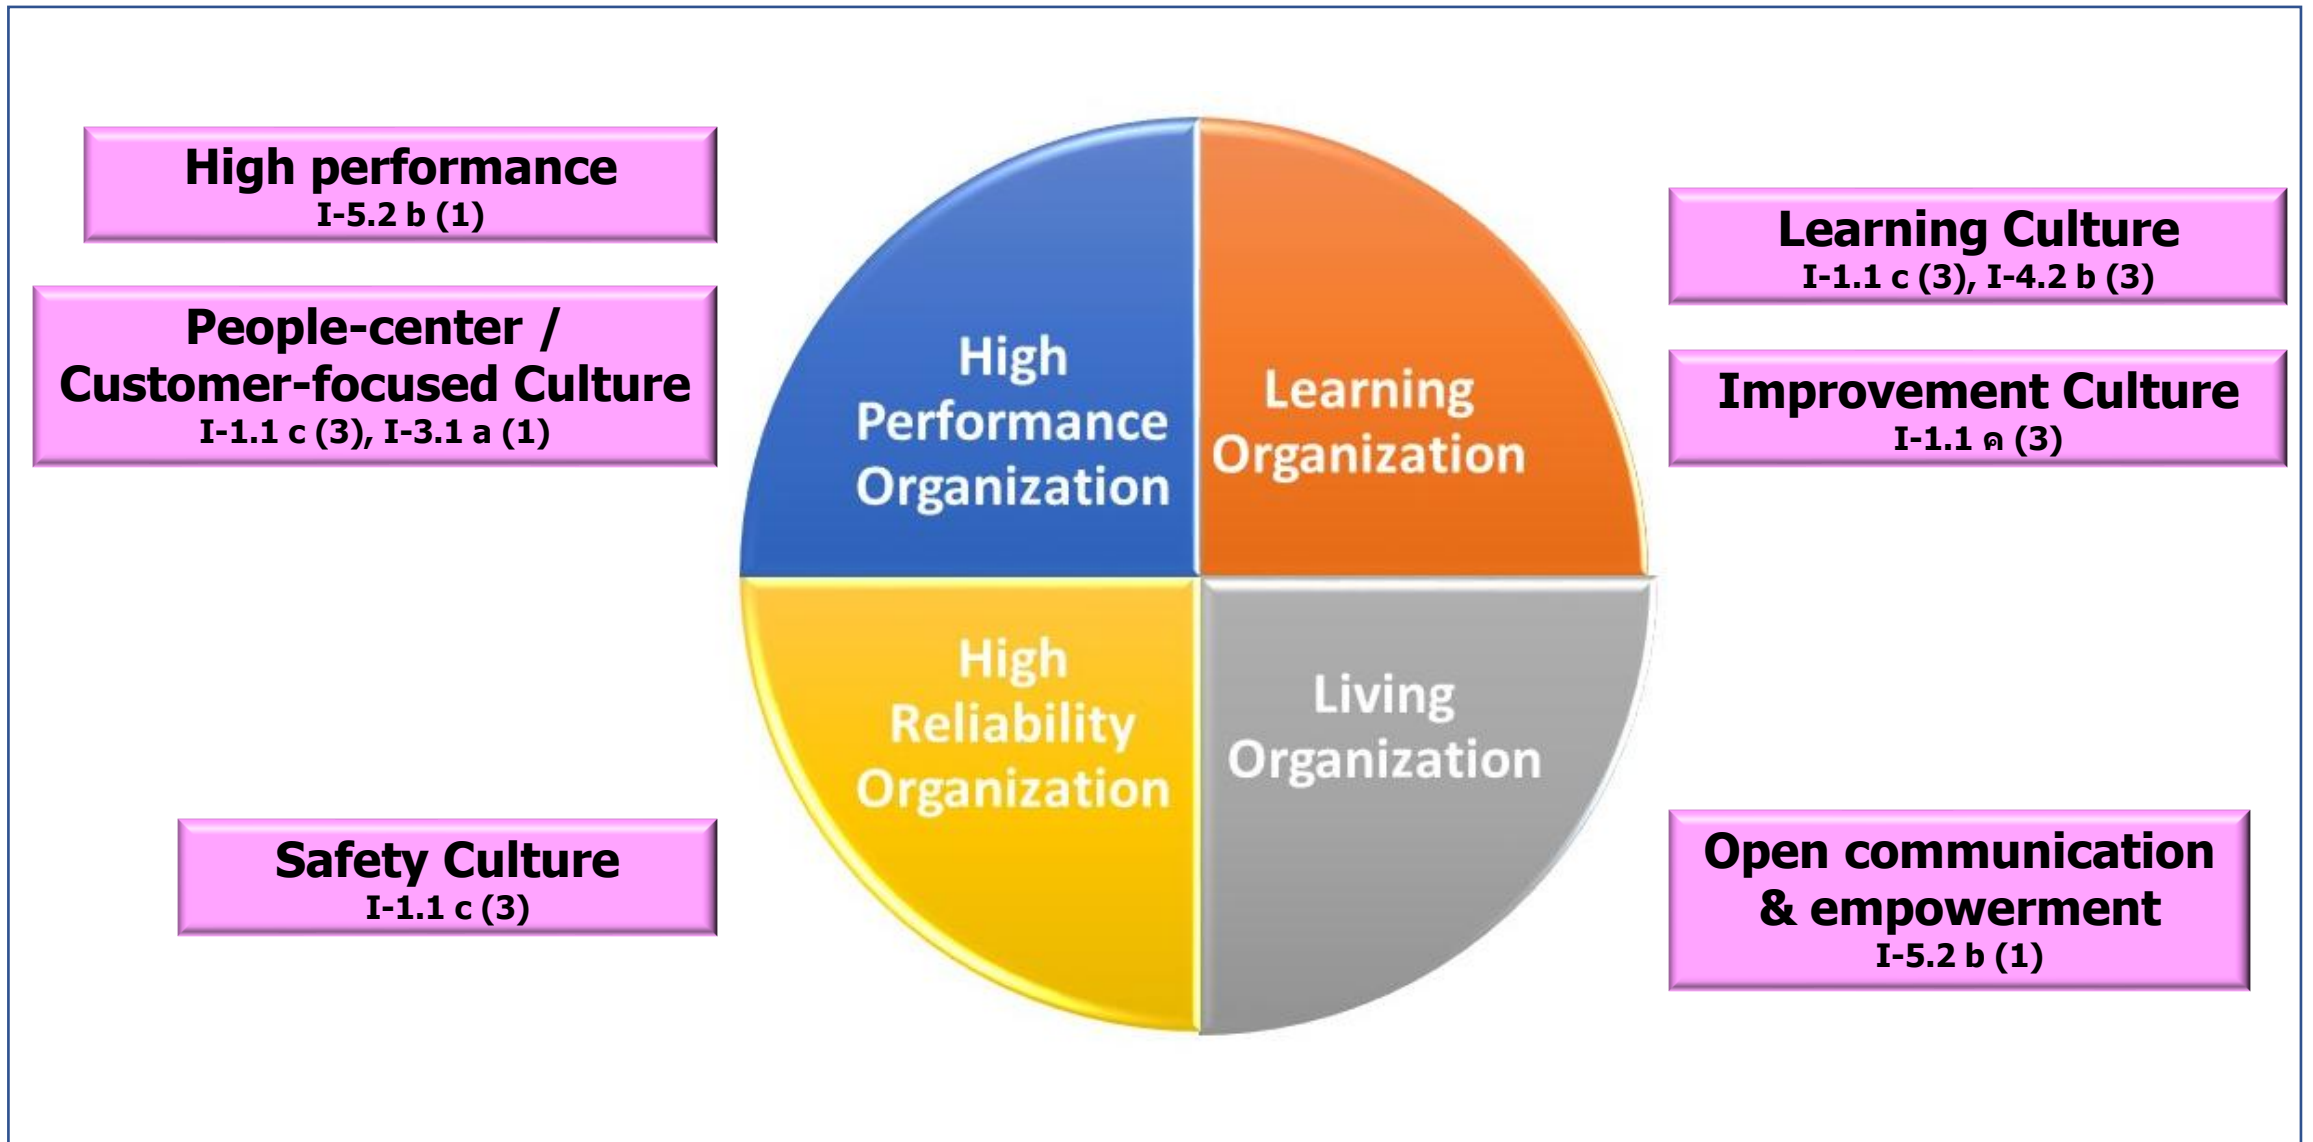 High performance
I-5.2 b (1)
People-center /
Customer-focused Culture
I-1.1 c (3), I-3.1 a (1)
High
Performance
Organization
Learning
Organization
Learning Culture
I-1.1 c (3), I-4.2 b (3)
Improvement Culture
I-1.1 ค (3)
Safety Culture
I-1.1 c (3)
High
Reliability
Organization
Living
Organization
Open communication
& empowerment
I-5.2 b (1)